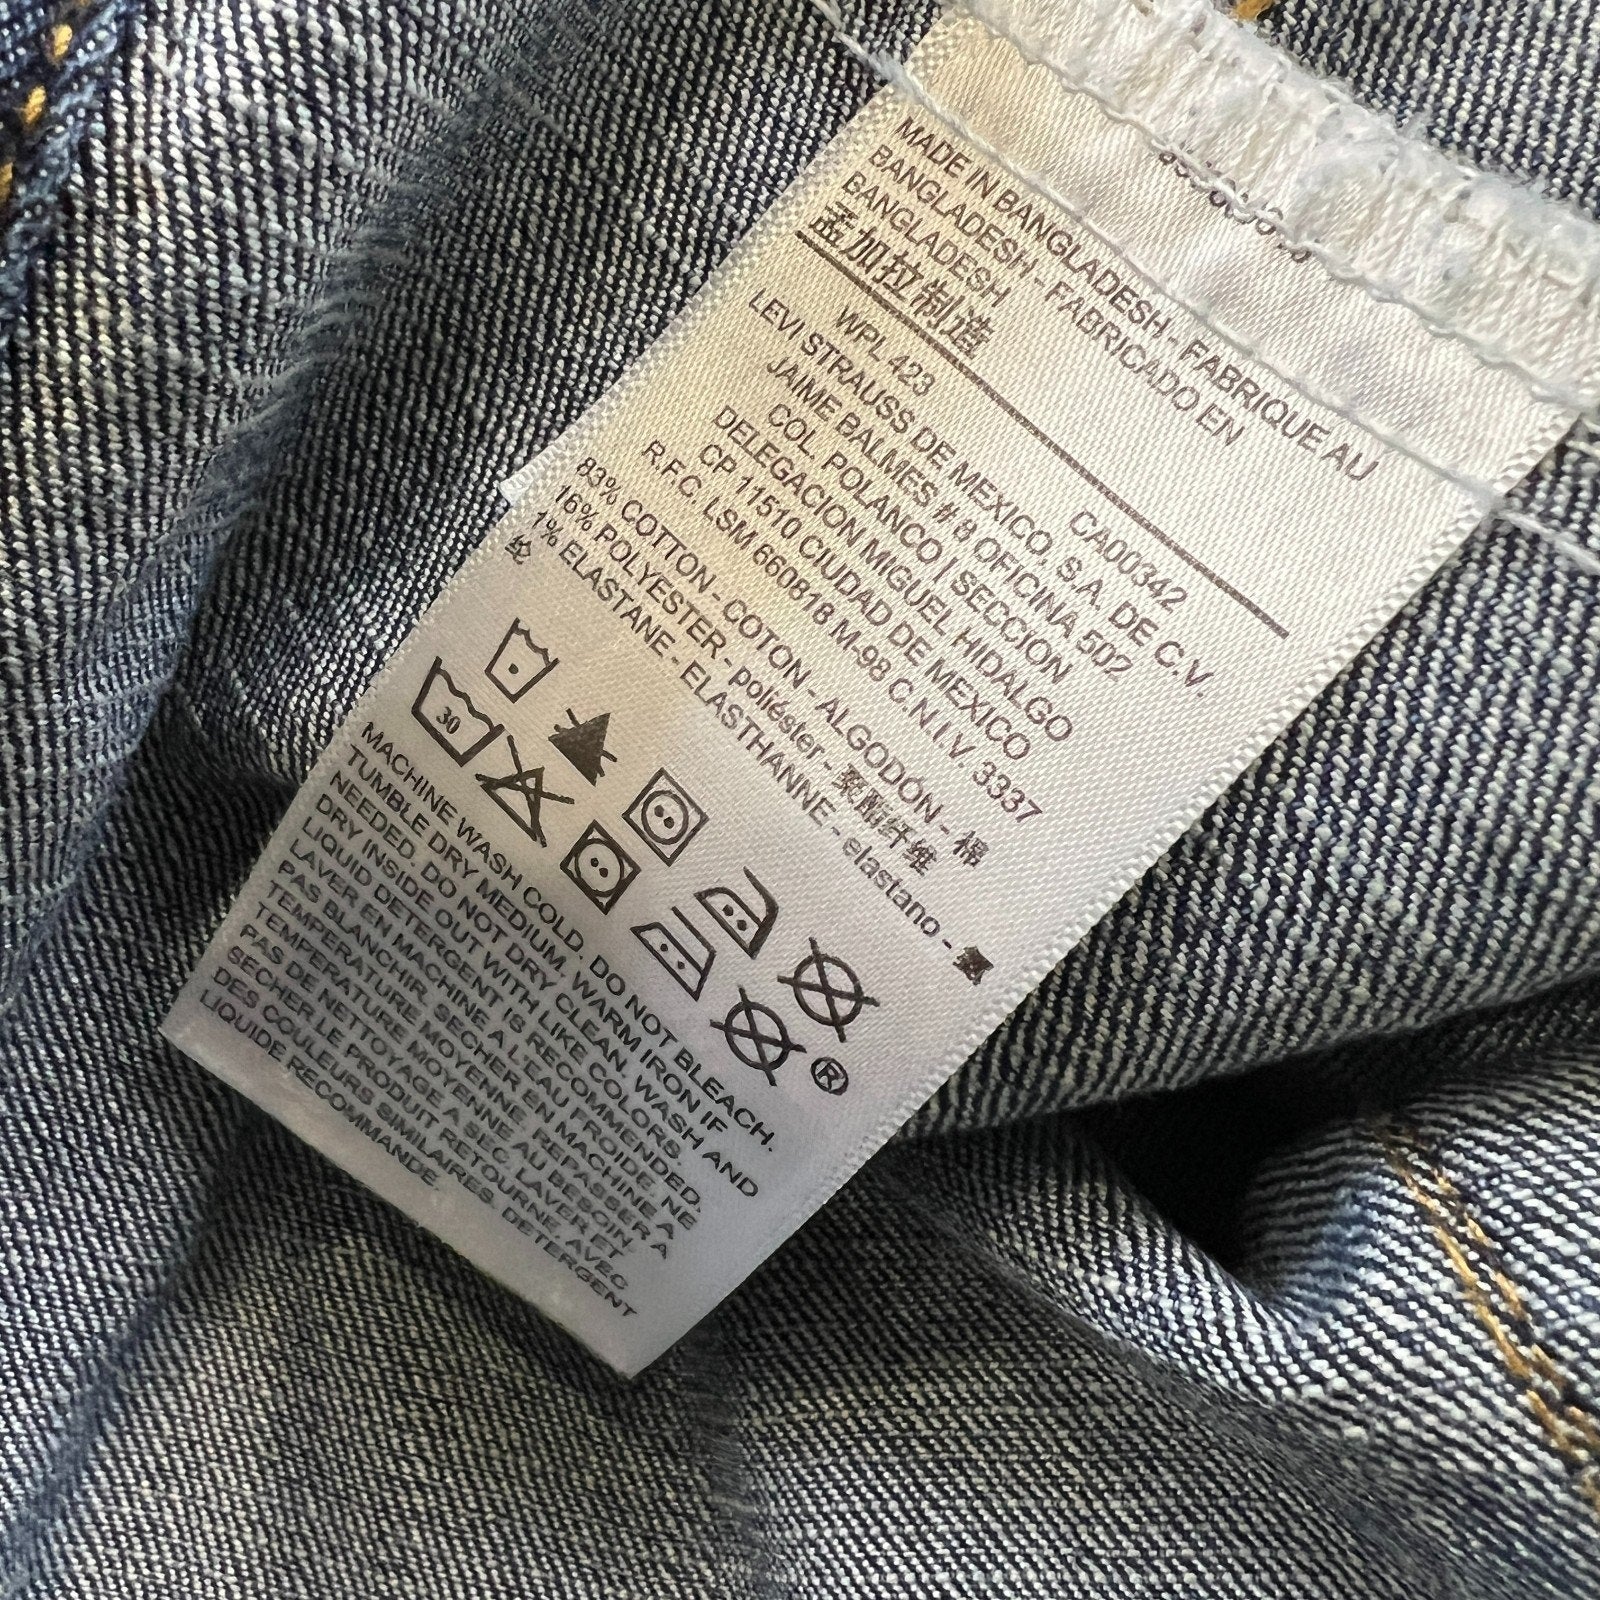 MADE IN BANGLADESH - FABRIQUÉ AU
BANGLADESH - FABRICADO EN
BANGLADESH
孟加拉制造
WPL 423 CA00342
LEVI STRAUSS DE MEXICO, S.A. DE C.V.
JAIME BALMES # 8 OFICINA 502
COL. POLANCO I SECCION
DELEGACION MIGUEL HIDALGO
CP 11510 CIUDAD DE MEXICO
R.F.C. LSM 660818 M-98 C.N.I.V. 3337
83% COTTON - COTON - ALGODÓN - 棉
16% POLYESTER - poliéster - 聚酯纤维
1% ELASTANE - ELASTHANNE - elastano - 氨
纶
30
®
MACHINE WASH COLD. DO NOT BLEACH.
TUMBLE DRY MEDIUM. WARM IRON IF
NEEDED. DO NOT DRY CLEAN. WASH AND
DRY INSIDE OUT WITH LIKE COLORS.
LIQUID DETERGENT IS RECOMMENDED.
LAVER EN MACHINE A L'EAU FROIDE. NE
PAS BLANCHIR. SECHER EN MACHINE A
TEMPERATURE MOYENNE. REPASSER A
TEMPERATURE MOYENNE AU BESOIN.
PAS DE NETTOYAGE A SEC. LAVER ET
SECHER LE PRODUIT RETOURNE, AVEC
DES COULEURS SIMILAIRES. DETERGENT
LIQUIDE RECOMMANDE.